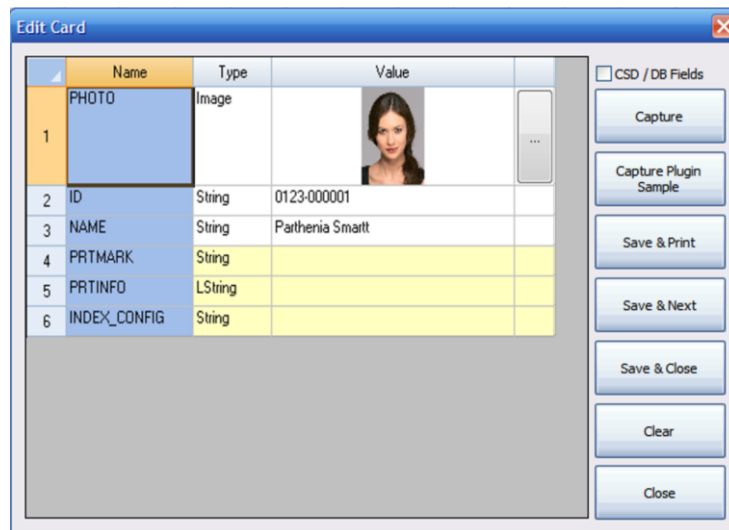 Edit Card
Name Type Value
CSD / DB Fields
1 PHOTO Image ...
Capture
2 ID String 0123-000001
Capture Plugin
Sample
3 NAME String Parthenia Smartt
Save & Print
4 PRTMARK String
5 PRTINFO LString
Save & Next
6 INDEX_CONFIG String
Save & Close
Clear
Close